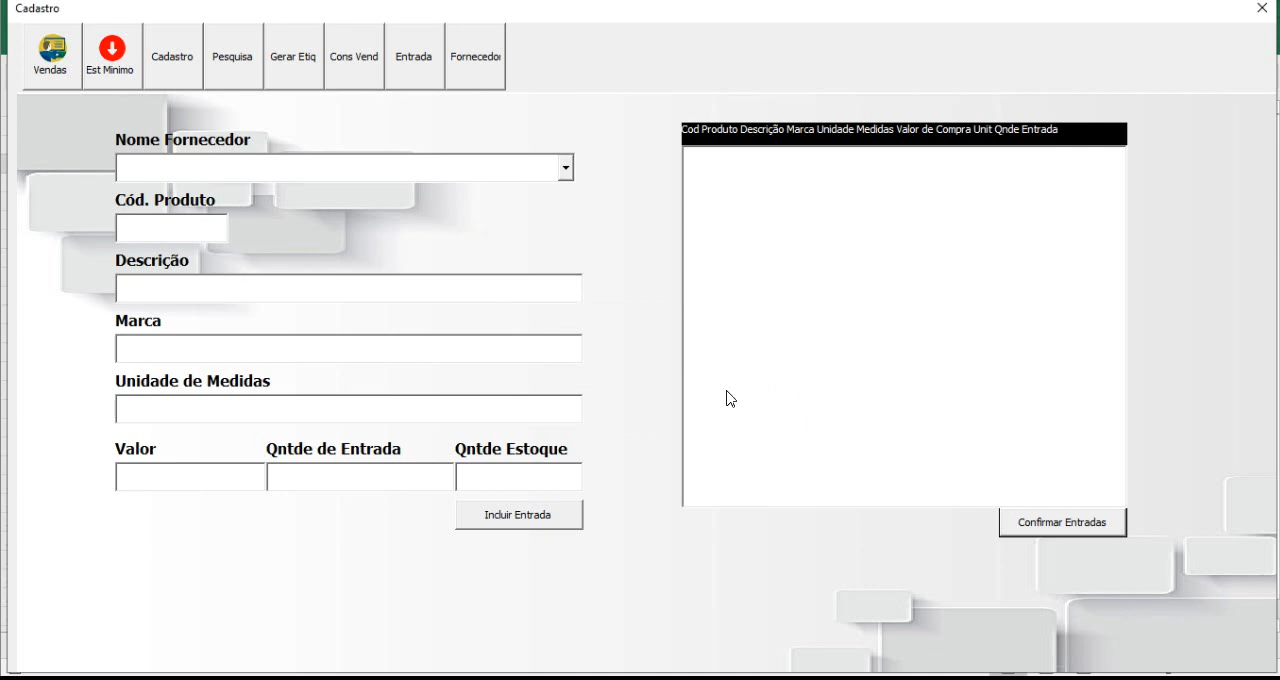 Cadastro
Vendas
Est Minimo
Cadastro
Pesquisa
Gerar Etiq
Cons Vend
Entrada
Fornecedor
Nome Fornecedor
Cód. Produto
Descrição
Marca
Unidade de Medidas
Valor
Qntde de Entrada
Qntde Estoque
Incluir Entrada
Cod Produto Descrição Marca Unidade Medidas Valor de Compra Unit Qnde Entrada
Confirmar Entradas